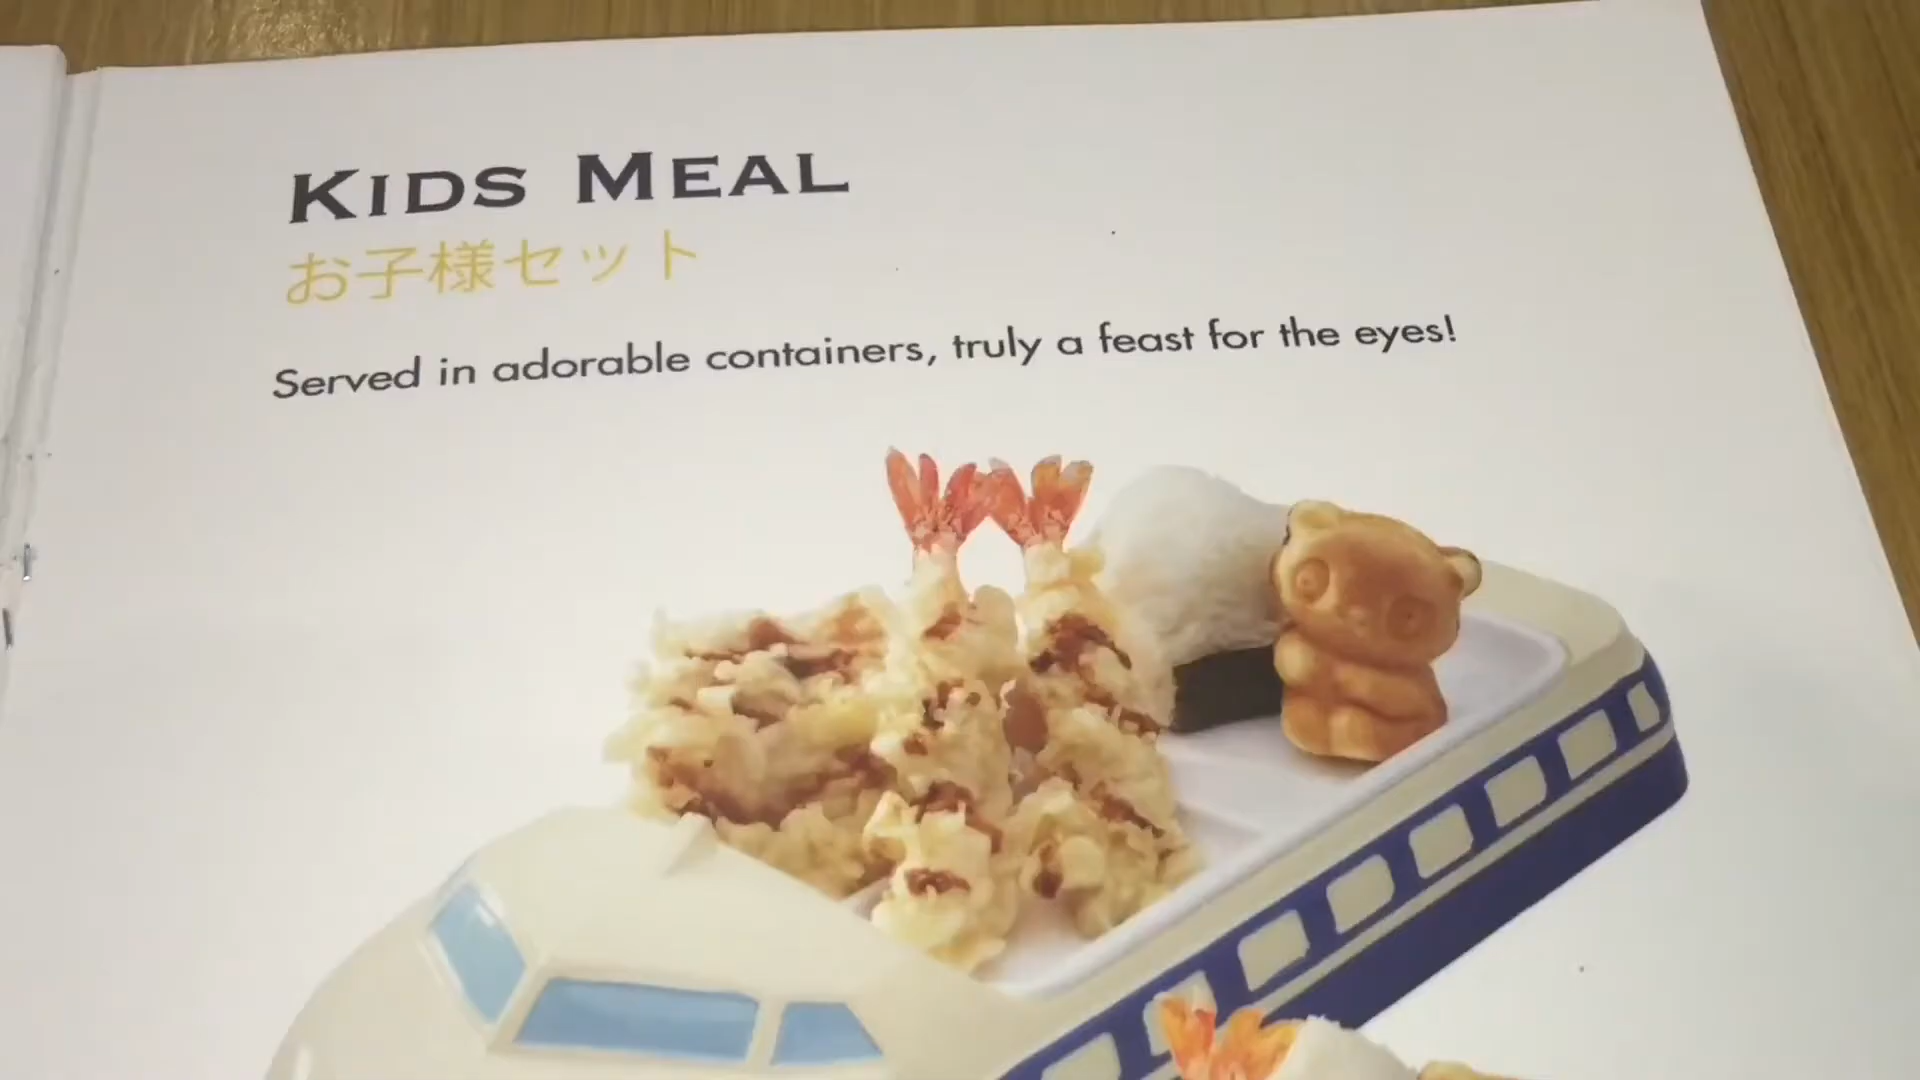 KIDS MEAL
お子様セット
Served in adorable containers, truly a feast for the eyes!